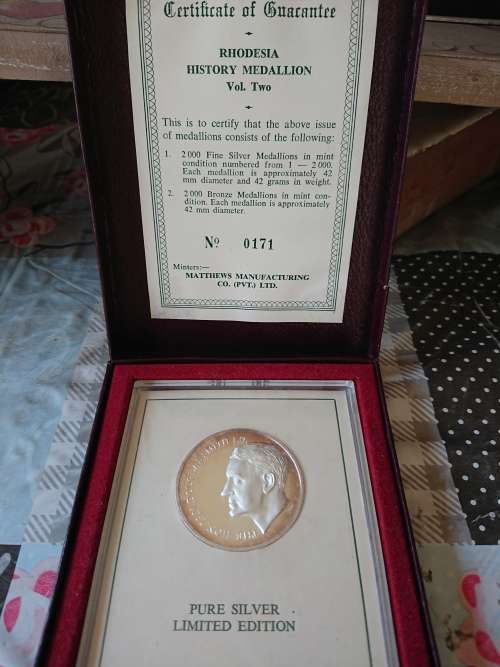 Certificate of Guarantee
RHODESIA
HISTORY MEDALLION
Vol. Two
This is to certify that the above issue
of medallions consists of the following:
1. 2 000 Fine Silver Medallions in mint
condition numbered from 1 — 2 000.
Each medallion is approximately 42
mm diameter and 42 grams in weight.
2. 2 000 Bronze Medallions in mint con-
dition. Each medallion is approximately
42 mm diameter.
No 0171
Minters:—
MATTHEWS MANUFACTURING
CO. (PVT.) LTD.
PURE SILVER
LIMITED EDITION